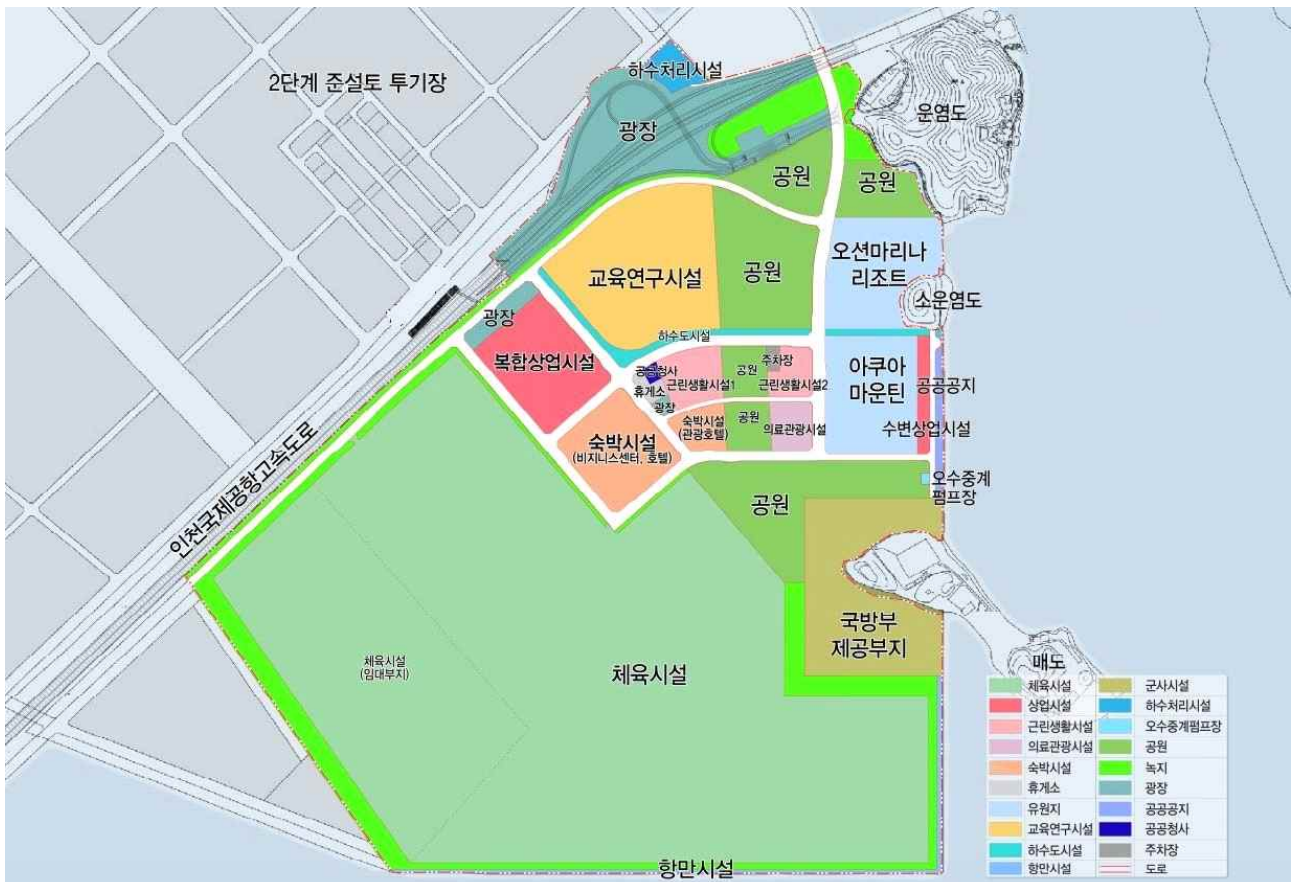 2단계 준설토 투기장
하수처리시설
광장
운염도
공원
공원
오션마리나
리조트
교육연구시설
공원
소운염도
광장
하수도시설
복합상업시설
공공청사
휴게소
광장
근린생활시설1
공원
주차장
근린생활시설2
아쿠아
마운틴
공공공지
숙박시설
(비지니스센터, 호텔)
숙박시설
(관광호텔)
공원
의료관광시설
수변상업시설
인천국제공항고속도로
공원
오수중계
펌프장
국방부
제공부지
체육시설
(임대부지)
체육시설
매도
항만시설
체육시설
상업시설
근린생활시설
의료관광시설
숙박시설
휴게소
유원지
교육연구시설
하수도시설
항만시설
군사시설
하수처리시설
오수중계펌프장
공원
녹지
광장
공공공지
공공청사
주차장
도로